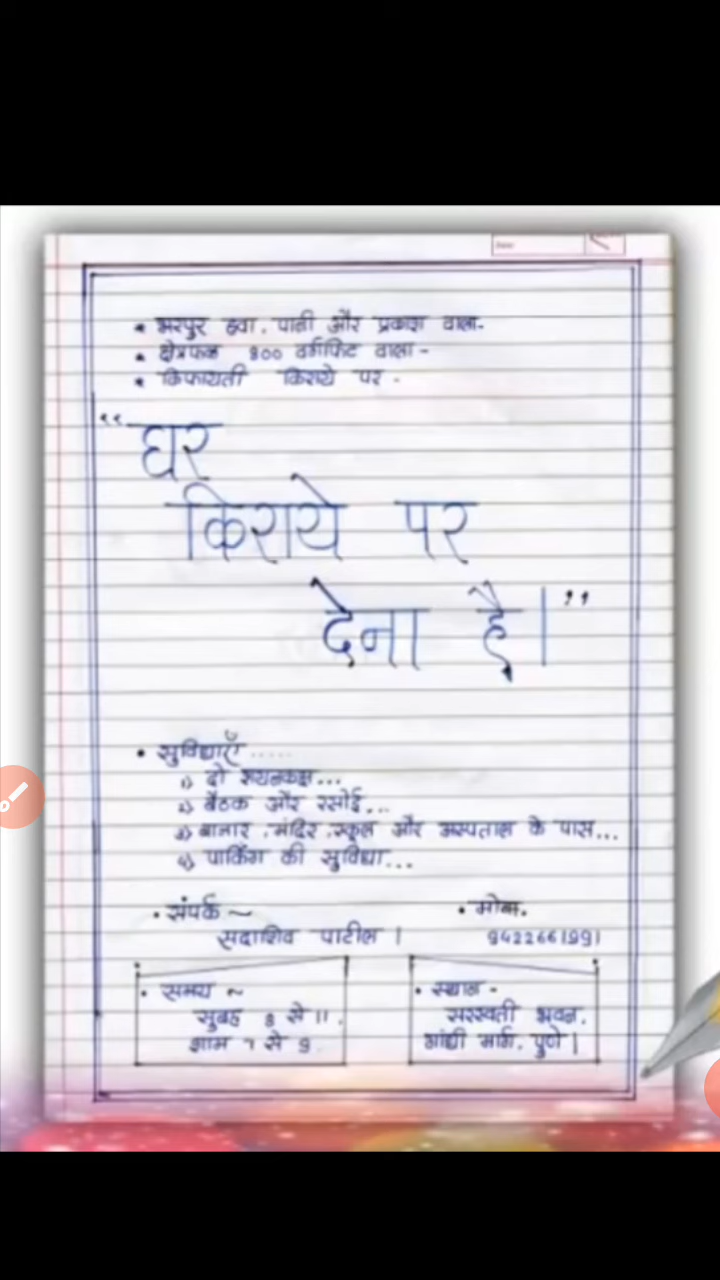 भरपुर हवा, पानी और प्रकाश वाला-
क्षेत्रफळ 800 वर्गफिट वाला-
किफायती किराये पर.
"घर
किराये पर
देना है।"
• सुविधाएँ .....
1) दो शयनकक्ष...
2) बैठक और रसोई...
3) बाजार, मंदिर, स्कूल और अस्पताल के पास...
4) पार्किंग की सुविधा...
• संपर्क ~
सदाशिव पाटील।
• मोबा.
9422661991
• समय ~
सुबह 8 से 11.
शाम 7 से 9
• स्थान -
सरस्वती भवन,
गांधी मार्ग, पुणे।